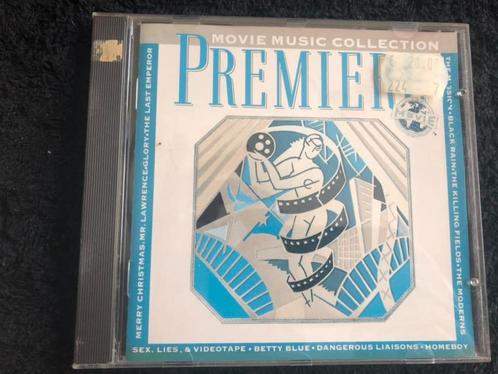 MOVIE MUSIC COLLECTION
PREMIER
MERRY CHRISTMAS, MR. LAWRENCE•GLORY•THE LAST EMPEROR
THE MISSION•BLACK RAIN•THE KILLING FIELDS•THE MODERNS
MOVIE
SEX, LIES, & VIDEOTAPE • BETTY BLUE • DANGEROUS LIAISONS • HOMEBOY